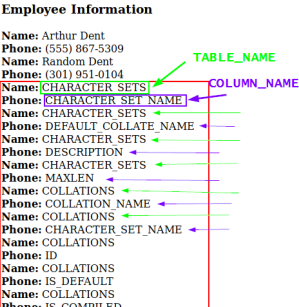 Employee Information
Name: Arthur Dent
Phone: (555) 867-5309
Name: Random Dent
Phone: (301) 951-0104
TABLE_NAME
Name: CHARACTER_SETS
COLUMN_NAME
Phone: CHARACTER_SET_NAME
Name: CHARACTER_SETS
Phone: DEFAULT_COLLATE_NAME
Name: CHARACTER_SETS
Phone: DESCRIPTION
Name: CHARACTER_SETS
Phone: MAXLEN
Name: COLLATIONS
Phone: COLLATION_NAME
Name: COLLATIONS
Phone: CHARACTER_SET_NAME
Name: COLLATIONS
Phone: ID
Name: COLLATIONS
Phone: IS_DEFAULT
Name: COLLATIONS
Phone: IS_COMPILED